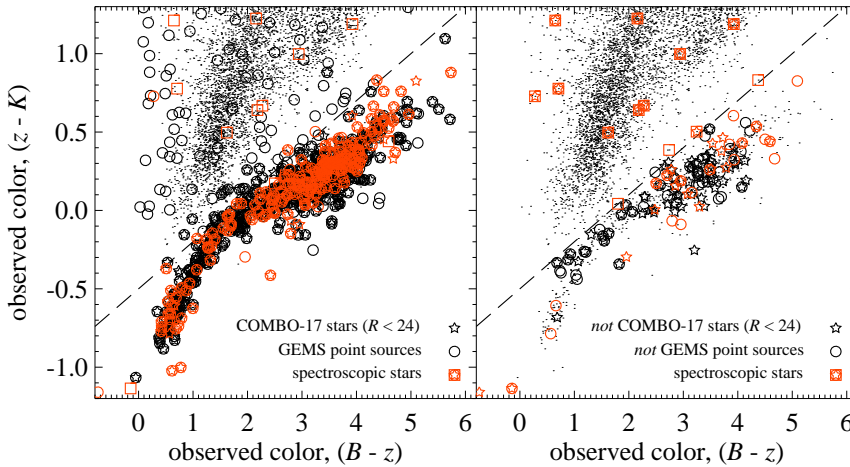 observed color, (z - K)
1.0
0.5
0.0
-0.5
-1.0
COMBO-17 stars (R < 24)
GEMS point sources
spectroscopic stars
0 1 2 3 4 5 6
observed color, (B - z)
not COMBO-17 stars (R < 24)
not GEMS point sources
spectroscopic stars
0 1 2 3 4 5 6
observed color, (B - z)